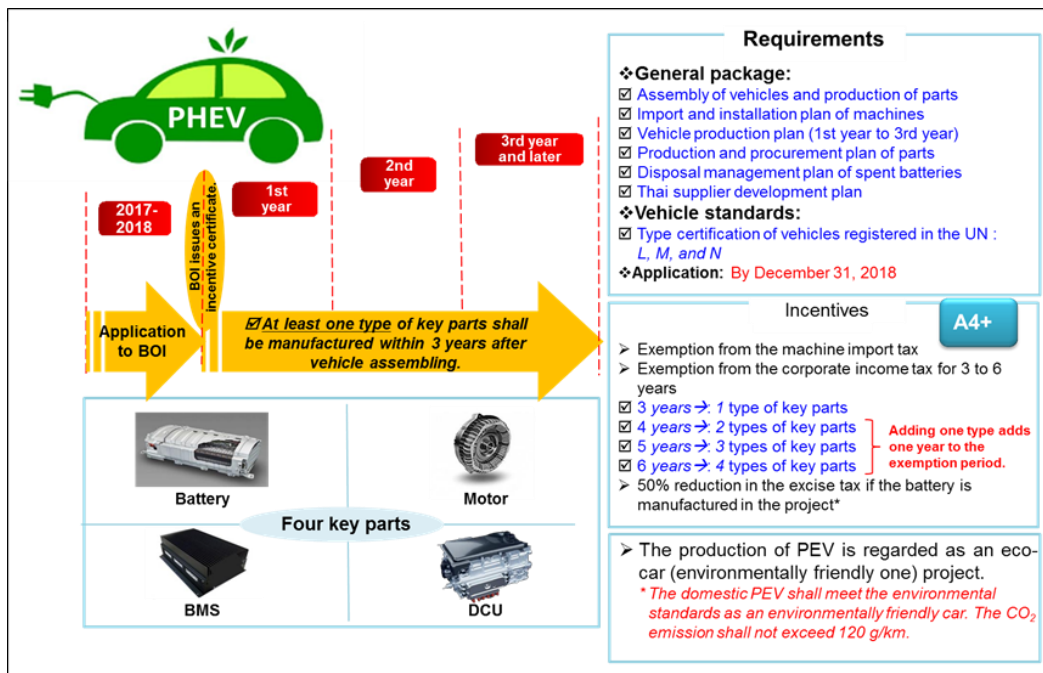 PHEV
2017-
2018
BOI issues an
incentive certificate.
1st
year
2nd
year
3rd year
and later
Application
to BOI
☑ At least one type of key parts shall
be manufactured within 3 years after
vehicle assembling.
Battery
Motor
Four key parts
BMS
DCU
Requirements
❖General package:
☑ Assembly of vehicles and production of parts
☑ Import and installation plan of machines
☑ Vehicle production plan (1st year to 3rd year)
☑ Production and procurement plan of parts
☑ Disposal management plan of spent batteries
☑ Thai supplier development plan
❖Vehicle standards:
☑ Type certification of vehicles registered in the UN :
L, M, and N
❖Application: By December 31, 2018
Incentives
A4+
➢ Exemption from the machine import tax
➢ Exemption from the corporate income tax for 3 to 6
years
☑ 3 years→: 1 type of key parts
☑ 4 years→: 2 types of key parts
☑ 5 years→: 3 types of key parts
☑ 6 years→: 4 types of key parts
Adding one type adds
one year to the
exemption period.
➢ 50% reduction in the excise tax if the battery is
manufactured in the project*
➢ The production of PEV is regarded as an eco-
car (environmentally friendly one) project.
* The domestic PEV shall meet the environmental
standards as an environmentally friendly car. The CO₂
emission shall not exceed 120 g/km.